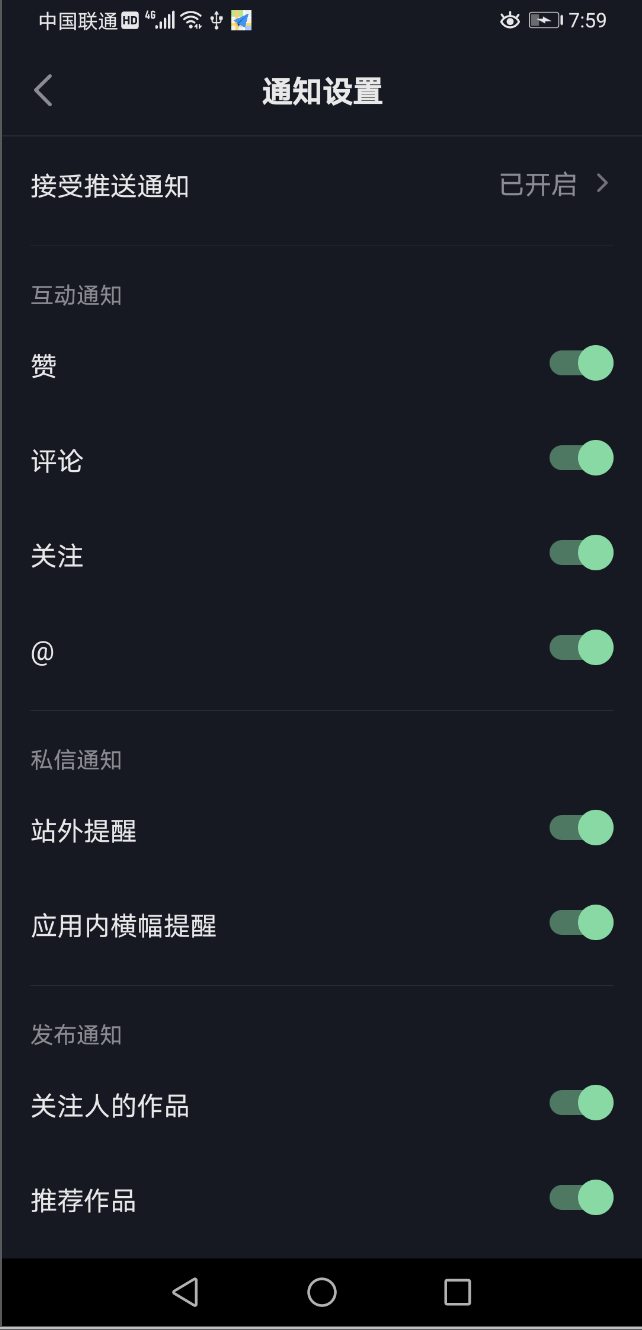 中国联通 HD 4G 7:59
通知设置
接受推送通知 已开启
互动通知
赞
评论
关注
@
私信通知
站外提醒
应用内横幅提醒
发布通知
关注人的作品
推荐作品